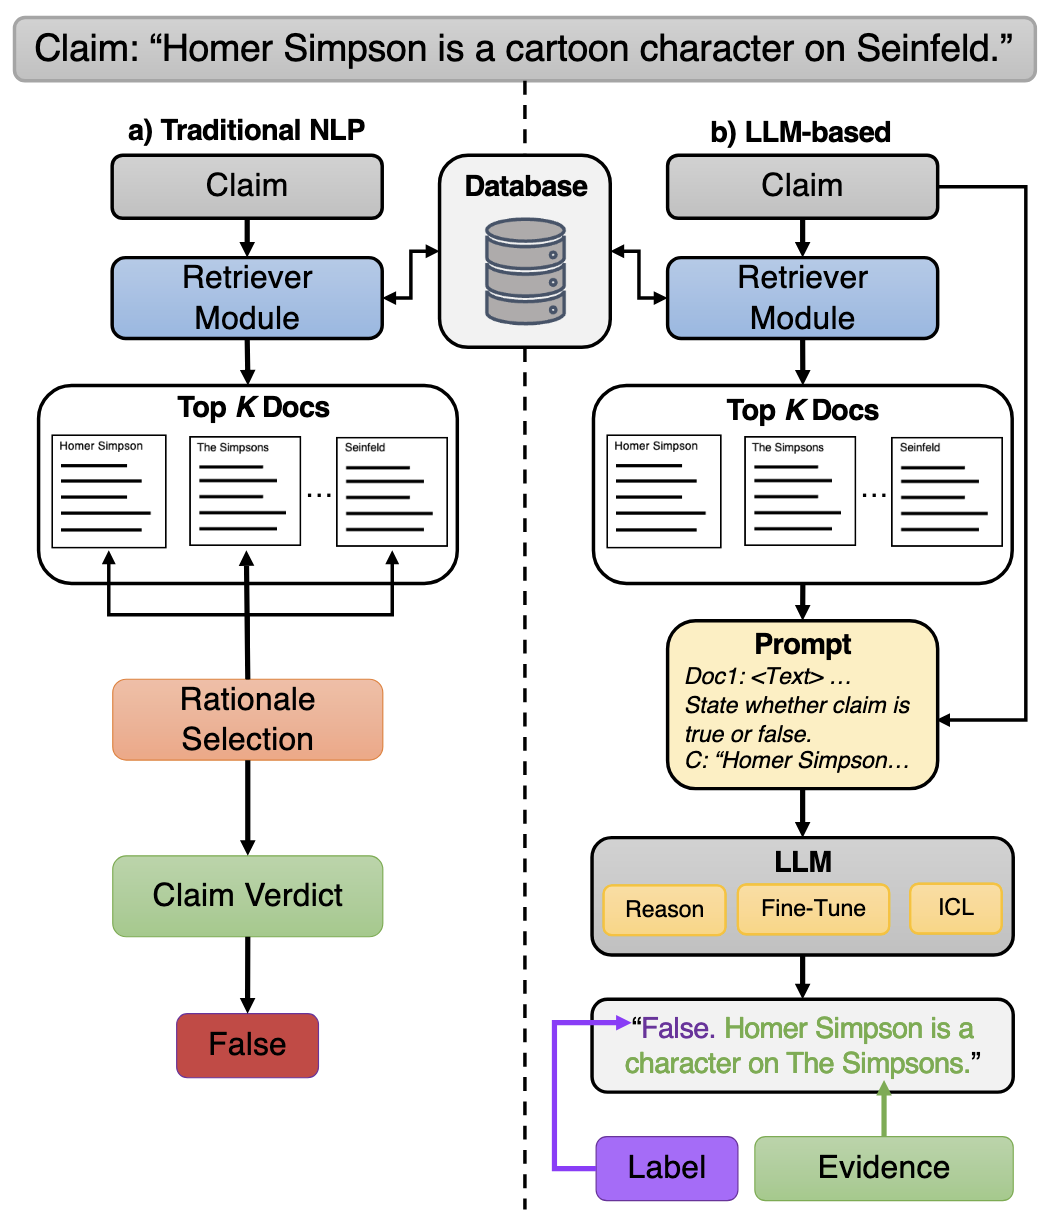 Claim: “Homer Simpson is a cartoon character on Seinfeld.”
a) Traditional NLP
Claim
Retriever
Module
Top K Docs
Homer Simpson
The Simpsons
...
Seinfeld
Rationale
Selection
Claim Verdict
False
Database
b) LLM-based
Claim
Retriever
Module
Top K Docs
Homer Simpson
The Simpsons
...
Seinfeld
Prompt
Doc1: <Text> ...
State whether claim is
true or false.
C: “Homer Simpson...
LLM
Reason
Fine-Tune
ICL
“False. Homer Simpson is a
character on The Simpsons.”
Label
Evidence